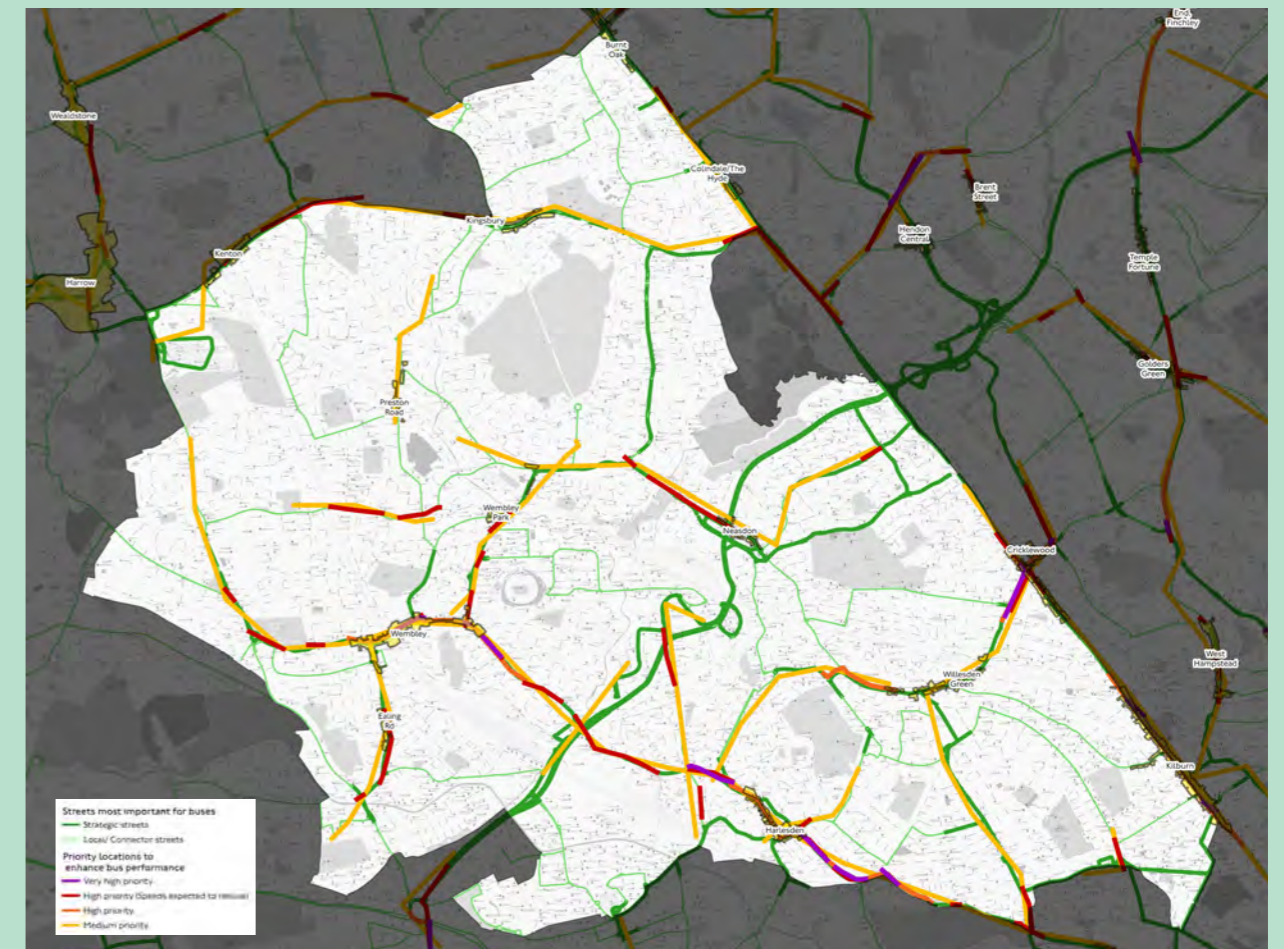 End,
Finchley
Burnt
Oak
Wealdstone
Colindale/The
Hyde
Brent
Street
Kingsbury
Hendon
Central
Kenton
Temple
Fortune
Harrow
Golders
Green
Preston
Road
Wembley
Park
Neasdon
Cricklewood
Wembley
West
Hampstead
Willesden
Green
Ealing
Rd
Kilburn
Harlesden
Streets most important for buses
Strategic streets
Local/ Connector streets
Priority locations to
enhance bus performance
Very high priority
High priority (Speeds expected to
High priority
Medium priority